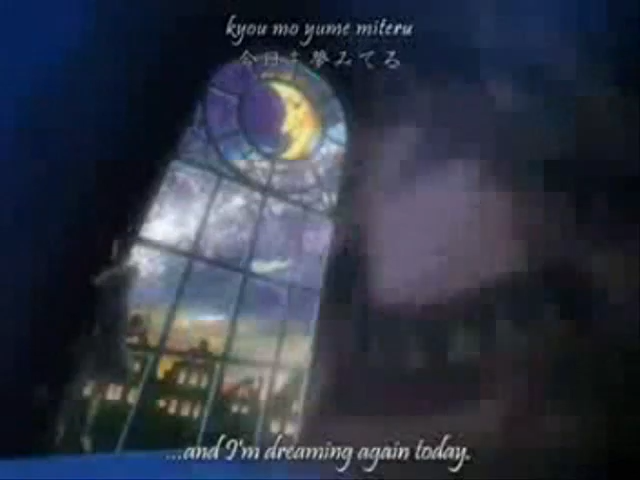 kyou mo yume miteru
今日も夢みてる
...and I'm dreaming again today.